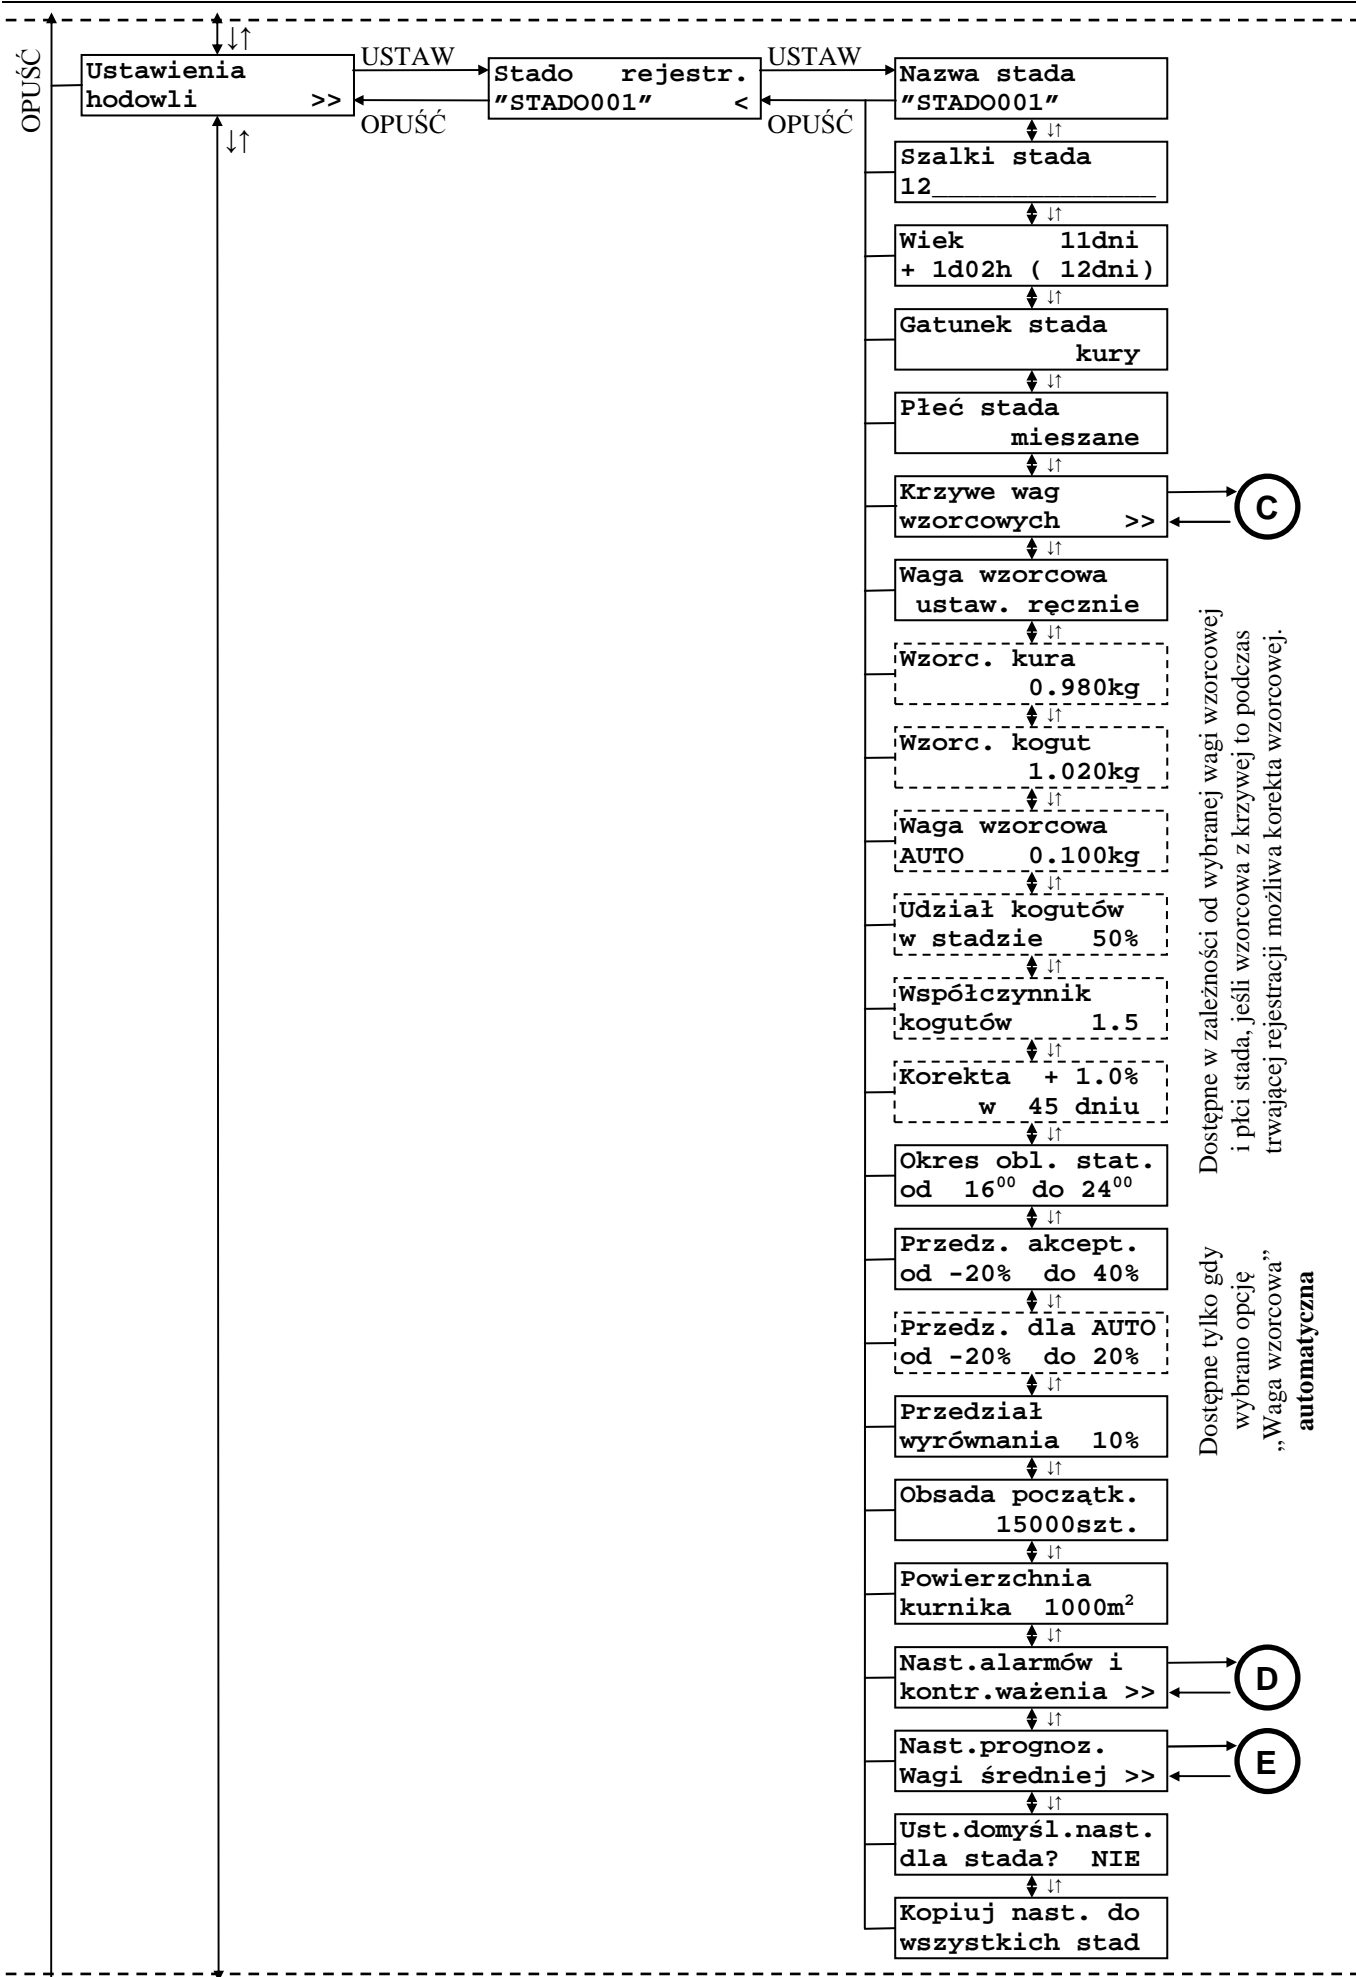 OPUŚĆ
↓↑
Ustawienia
hodowli >>
↓↑
USTAW
OPUŚĆ
Stado rejestr.
"STADO001" <
USTAW
OPUŚĆ
Nazwa stada
"STADO001"
↓↑
Szalki stada
12______________
↓↑
Wiek 11dni
+ 1d02h ( 12dni)
↓↑
Gatunek stada
kury
↓↑
Płeć stada
mieszane
↓↑
Krzywe wag
wzorcowych >>
C
↓↑
Waga wzorcowa
ustaw. ręcznie
↓↑
Wzorc. kura
0.980kg
↓↑
Wzorc. kogut
1.020kg
↓↑
Waga wzorcowa
AUTO 0.100kg
↓↑
Udział kogutów
w stadzie 50%
↓↑
Współczynnik
kogutów 1.5
↓↑
Korekta + 1.0%
w 45 dniu
↓↑
Dostępne w zależności od wybranej wagi wzorcowej
i płci stada, jeśli wzorcowa z krzywej to podczas
trwającej rejestracji możliwa korekta wzorcowej.
Okres obl. stat.
od 16⁰⁰ do 24⁰⁰
↓↑
Przedz. akcept.
od -20% do 40%
↓↑
Przedz. dla AUTO
od -20% do 20%
↓↑
Dostępne tylko gdy
wybrano opcję
„Waga wzorcowa”
automatyczna
Przedział
wyrównania 10%
↓↑
Obsada początk.
15000szt.
↓↑
Powierzchnia
kurnika 1000m²
↓↑
Nast.alarmów i
kontr.ważenia >>
D
↓↑
Nast.prognoz.
Wagi średniej >>
E
↓↑
Ust.domyśl.nast.
dla stada? NIE
↓↑
Kopiuj nast. do
wszystkich stad